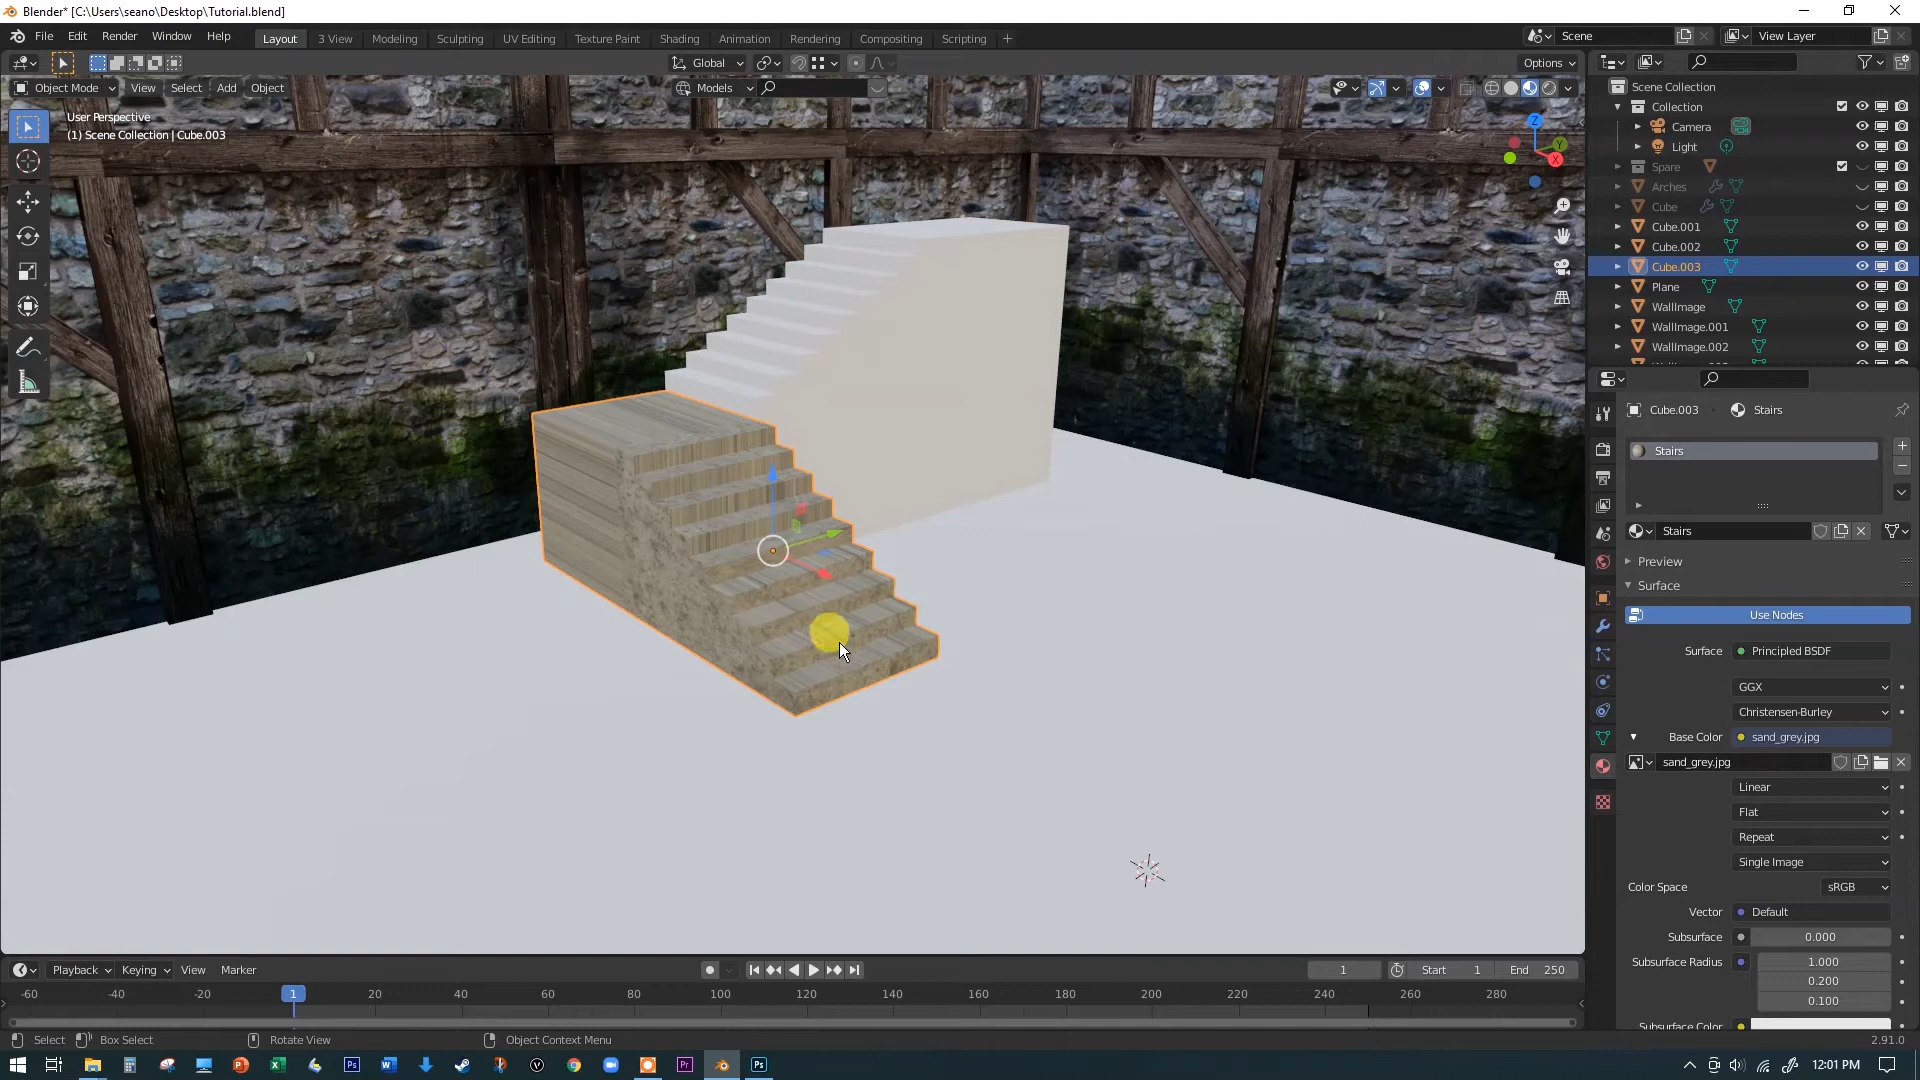 Blender* [C:\Users\seano\Desktop\Tutorial.blend]
File Edit Render Window Help
Layout 3 View Modeling Sculpting UV Editing Texture Paint Shading Animation Rendering Compositing Scripting +
Scene
View Layer
Global
Options
Object Mode View Select Add Object
Models
User Perspective
(1) Scene Collection | Cube.003
Z
Y
X
Scene Collection
Collection
Camera
Light
Spare
Arches
Cube
Cube.001
Cube.002
Cube.003
Plane
WallImage
WallImage.001
WallImage.002
Cube.003 Stairs
Stairs
Stairs
Preview
Surface
Use Nodes
Surface Principled BSDF
GGX
Christensen-Burley
Base Color sand_grey.jpg
sand_grey.jpg
Linear
Flat
Repeat
Single Image
Color Space sRGB
Vector Default
Subsurface 0.000
Subsurface Radius 1.000
0.200
0.100
Subsurface Color
Playback Keying View Marker
1
Start 1
End 250
-60 -40 -20 1 20 40 60 80 100 120 140 160 180 200 220 240 260 280
Select Box Select Rotate View Object Context Menu
2.91.0
12:01 PM